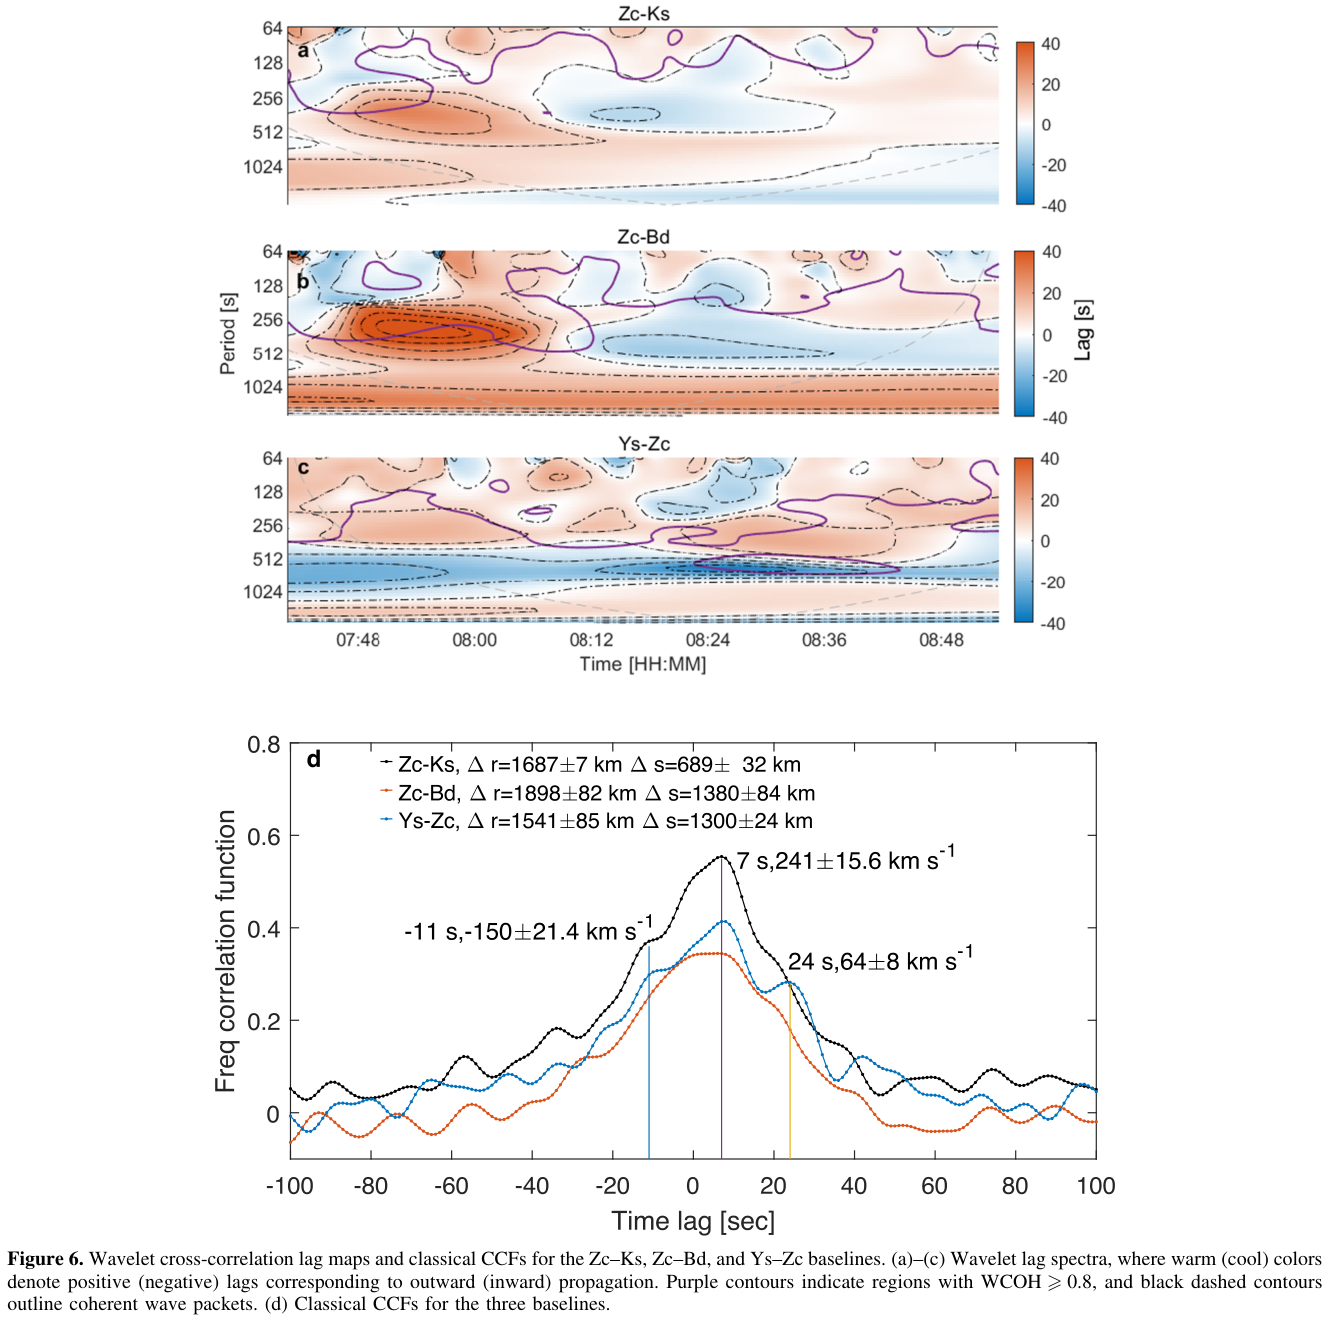 Zc-Ks
a
64
128
256
512
1024
40
20
0
-20
-40
Zc-Bd
b
64
128
256
512
1024
Period [s]
40
20
0
-20
-40
Lag [s]
Ys-Zc
c
64
128
256
512
1024
40
20
0
-20
-40
07:48 08:00 08:12 08:24 08:36 08:48
Time [HH:MM]
d
0.8
0.6
0.4
0.2
0
Freq correlation function
Zc-Ks, Δ r=1687±7 km Δ s=689± 32 km
Zc-Bd, Δ r=1898±82 km Δ s=1380±84 km
Ys-Zc, Δ r=1541±85 km Δ s=1300±24 km
7 s,241±15.6 km s-1
-11 s,-150±21.4 km s-1
24 s,64±8 km s-1
-100 -80 -60 -40 -20 0 20 40 60 80 100
Time lag [sec]
Figure 6. Wavelet cross-correlation lag maps and classical CCFs for the Zc–Ks, Zc–Bd, and Ys–Zc baselines. (a)–(c) Wavelet lag spectra, where warm (cool) colors
denote positive (negative) lags corresponding to outward (inward) propagation. Purple contours indicate regions with WCOH ⩾ 0.8, and black dashed contours
outline coherent wave packets. (d) Classical CCFs for the three baselines.